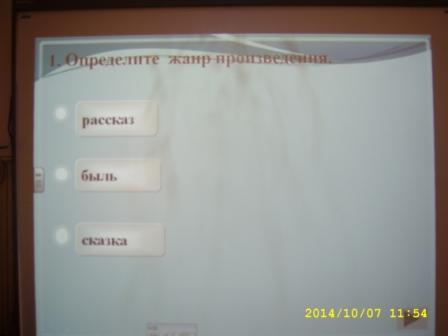 1. Определите жанр произведения.
рассказ
быль
сказка
2014/10/07 11:54